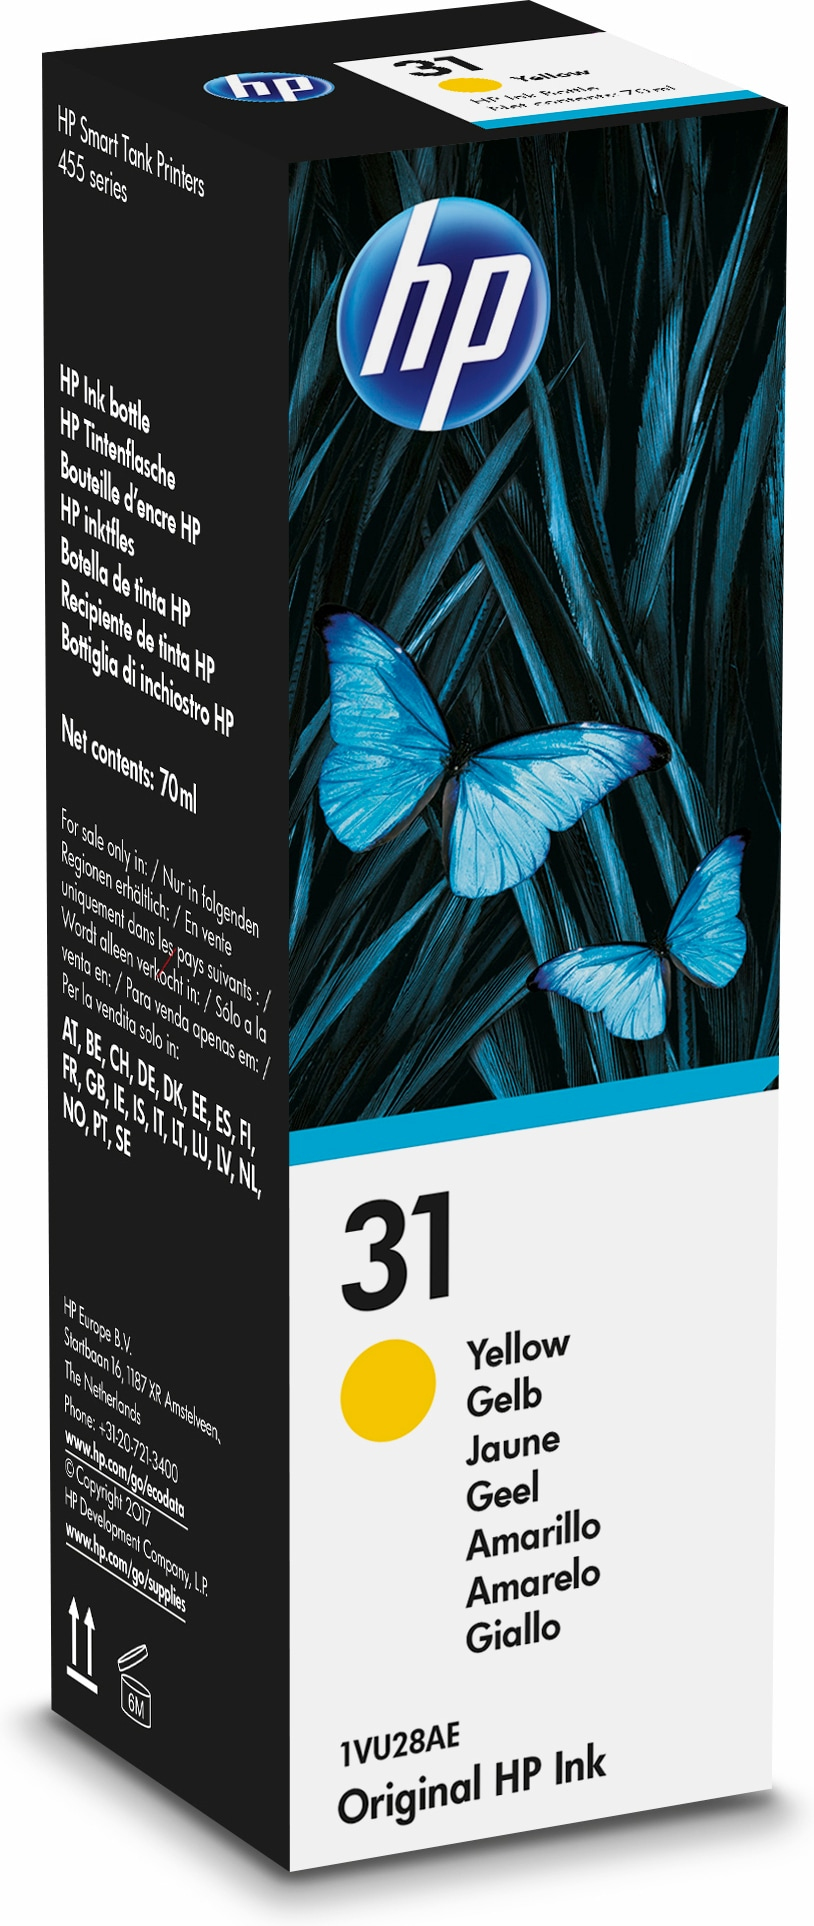 hp
31
Yellow
HP Ink Bottle
HP Smart Tank Printers
455 series
HP Ink bottle
HP Tintenflasche
Bouteille d'encre HP
HP inktfles
Botella de tinta HP
Recipiente de tinta HP
Bottiglia di inchiostro HP
Net contents: 70ml
For sale only in: / Nur in folgenden
Regionen erhältlich: / En vente
uniquement dans les pays suivants : /
Wordt alleen verkocht in: / Sólo a la
venta en: / Para venda apenas em: /
Per la vendita solo in:
AT, BE, CH, DE, DK, EE, ES, FI,
FR, GB, IE, IS, IT, LT, LU, LV, NL,
NO, PT, SE
HP Europe B.V.
Startbaan 16, 1187 XR Amstelveen,
The Netherlands
Phone: +31-20-721-3400
www.hp.com/go/ecodata
© Copyright 2017
HP Development Company, L.P.
www.hp.com/go/supplies
6M
hp
31
Yellow
Gelb
Jaune
Geel
Amarillo
Amarelo
Giallo
1VU28AE
Original HP Ink